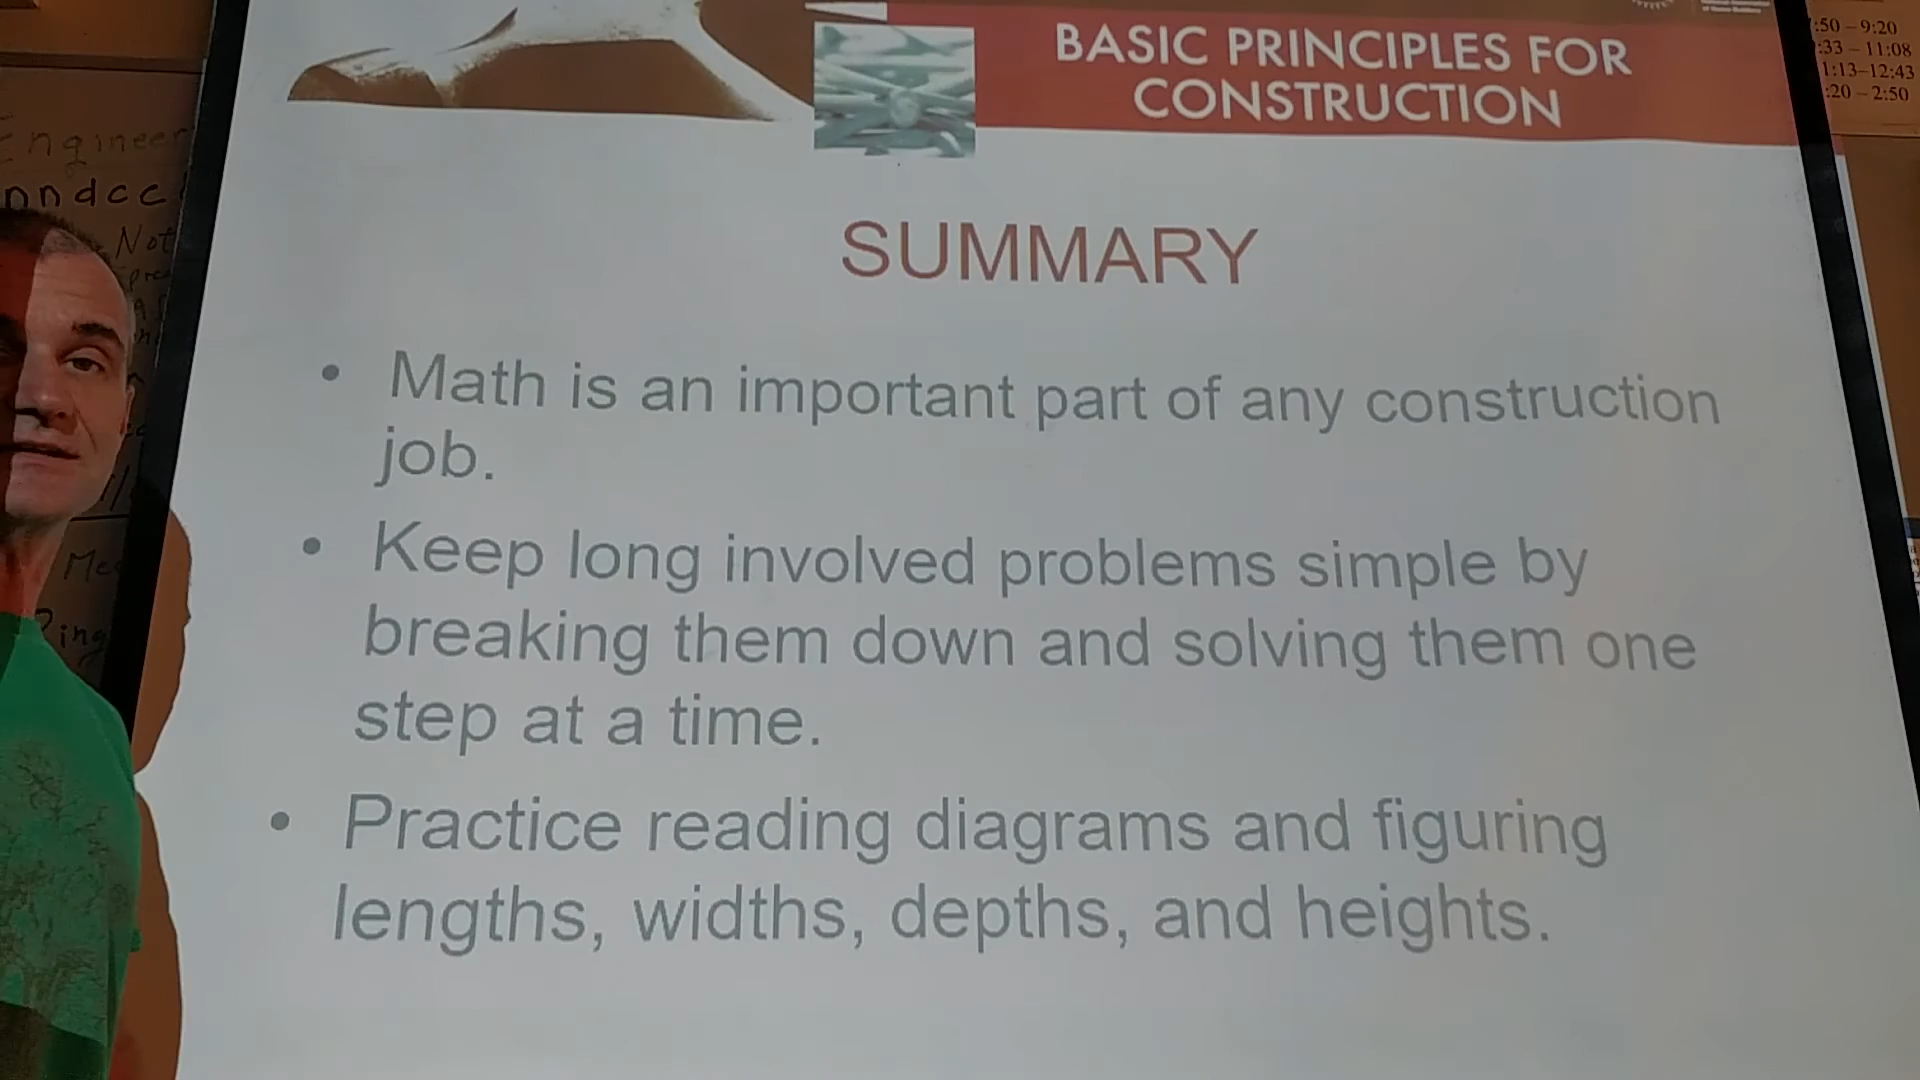 BASIC PRINCIPLES FOR
CONSTRUCTION
:50 – 9:20
:33 – 11:08
1:13–12:43
:20 – 2:50
Engineer
nndcc
Not
SUMMARY
• Math is an important part of any construction
job.
• Keep long involved problems simple by
breaking them down and solving them one
step at a time.
• Practice reading diagrams and figuring
lengths, widths, depths, and heights.